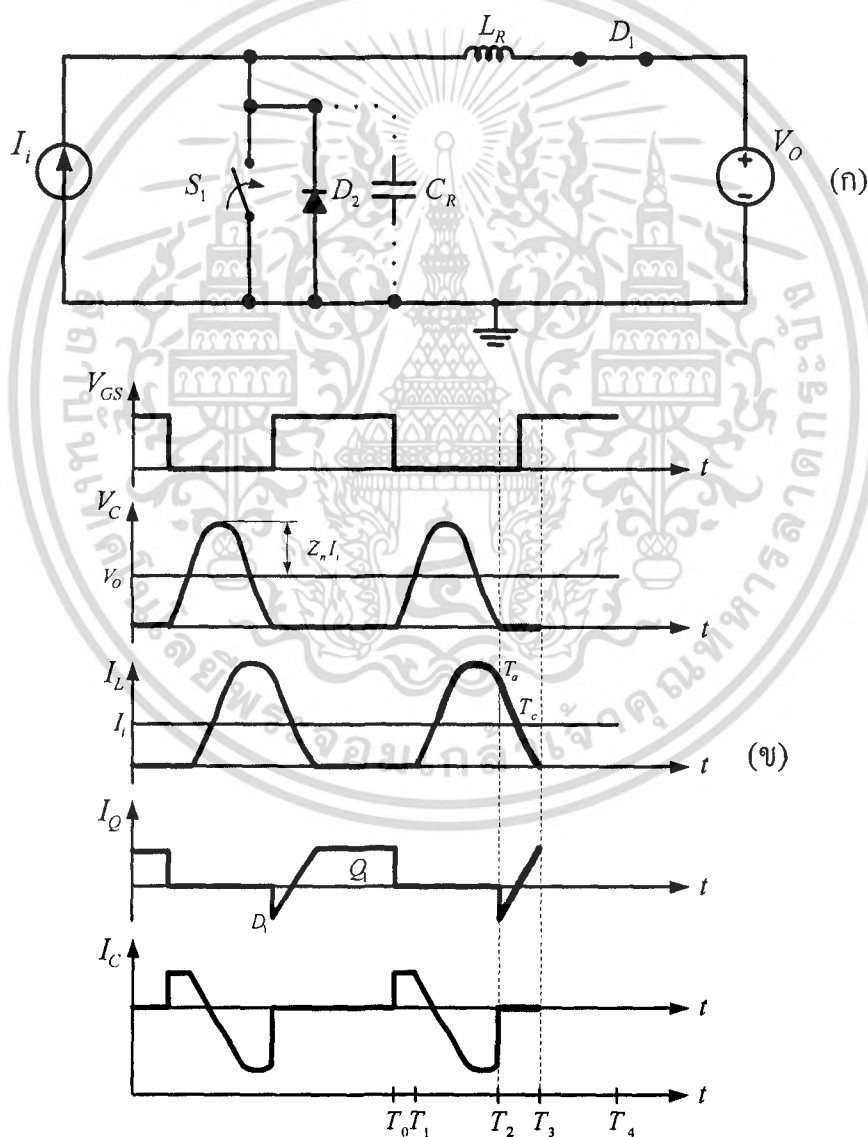 L_R
D_1
I_i
S_1
D_2
C_R
V_O
+
-
(ก)
V_GS
t
V_C
Z_n I_i
V_O
t
I_L
T_a
I_i
T_c
t
(ข)
I_Q
Q_1
t
D_1
I_C
t
t
T_0 T_1 T_2 T_3 T_4